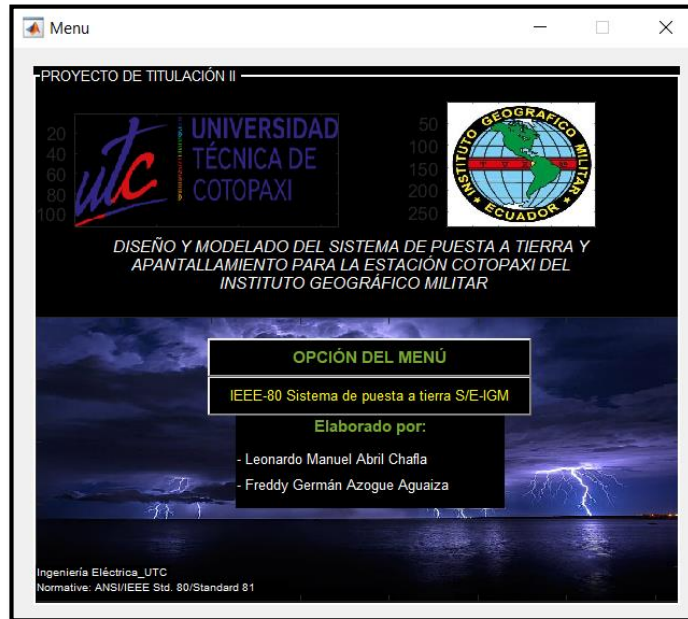 Menu
PROYECTO DE TITULACIÓN II
20
40
60
80
100
utc
UNIVERSIDAD
TÉCNICA DE
COTOPAXI
50
100
150
200
250
INSTITUTO GEOGRAFICO MILITAR
★ ECUADOR ★
DISEÑO Y MODELADO DEL SISTEMA DE PUESTA A TIERRA Y
APANTALLAMIENTO PARA LA ESTACIÓN COTOPAXI DEL
INSTITUTO GEOGRÁFICO MILITAR
OPCIÓN DEL MENÚ
IEEE-80 Sistema de puesta a tierra S/E-IGM
Elaborado por:
- Leonardo Manuel Abril Chafla
- Freddy Germán Azogue Aguaiza
Ingeniería Eléctrica_UTC
Normative: ANSI/IEEE Std. 80/Standard 81